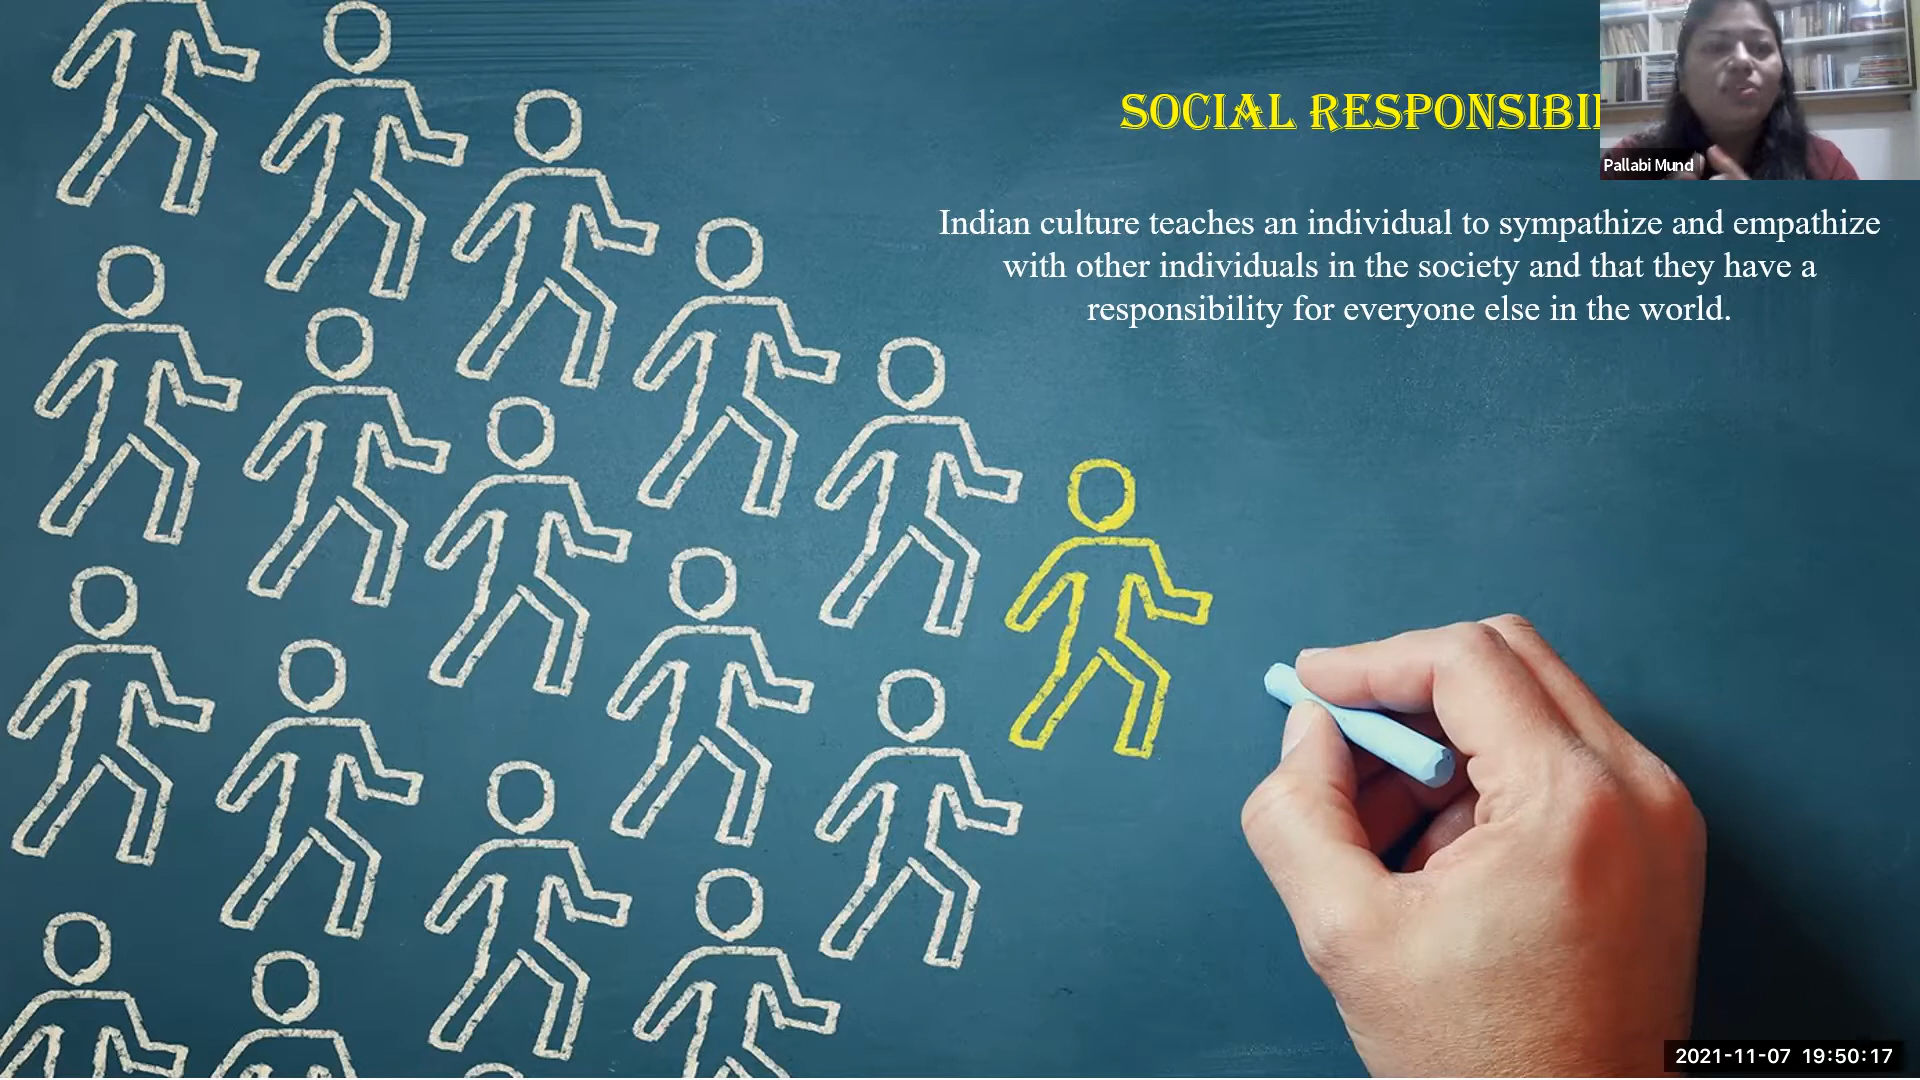 SOCIAL RESPONSIBI
Pallabi Mund
Indian culture teaches an individual to sympathize and empathize
with other individuals in the society and that they have a
responsibility for everyone else in the world.
2021-11-07 19:50:17